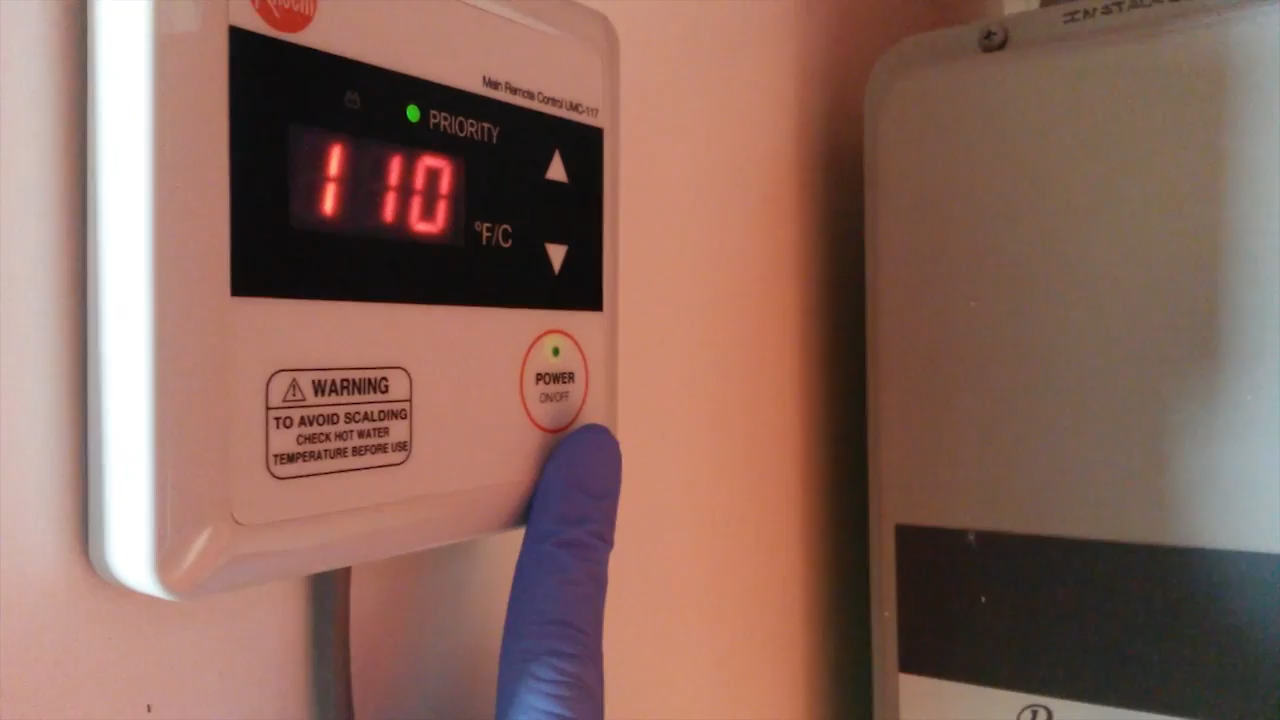 Main Remote Control UMC-117
PRIORITY
110
°F/C
POWER
ON/OFF
WARNING
TO AVOID SCALDING
CHECK HOT WATER
TEMPERATURE BEFORE USE